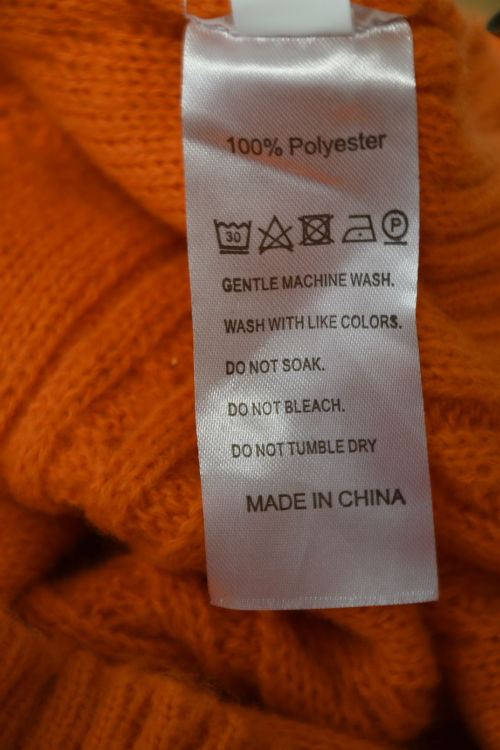 100% Polyester
30 P
GENTLE MACHINE WASH.
WASH WITH LIKE COLORS.
DO NOT SOAK.
DO NOT BLEACH.
DO NOT TUMBLE DRY
MADE IN CHINA